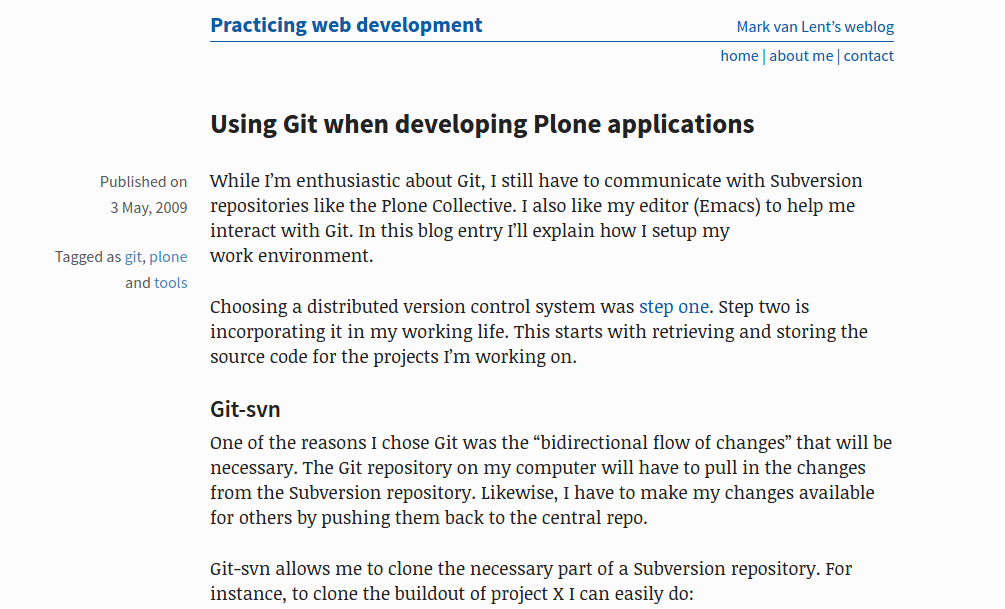 Practicing web development
Mark van Lent’s weblog
home | about me | contact
Using Git when developing Plone applications
Published on
3 May, 2009
Tagged as git, plone
and tools
While I’m enthusiastic about Git, I still have to communicate with Subversion
repositories like the Plone Collective. I also like my editor (Emacs) to help me
interact with Git. In this blog entry I’ll explain how I setup my
work environment.
Choosing a distributed version control system was step one. Step two is
incorporating it in my working life. This starts with retrieving and storing the
source code for the projects I’m working on.
Git-svn
One of the reasons I chose Git was the “bidirectional flow of changes” that will be
necessary. The Git repository on my computer will have to pull in the changes
from the Subversion repository. Likewise, I have to make my changes available
for others by pushing them back to the central repo.
Git-svn allows me to clone the necessary part of a Subversion repository. For
instance, to clone the buildout of project X I can easily do: